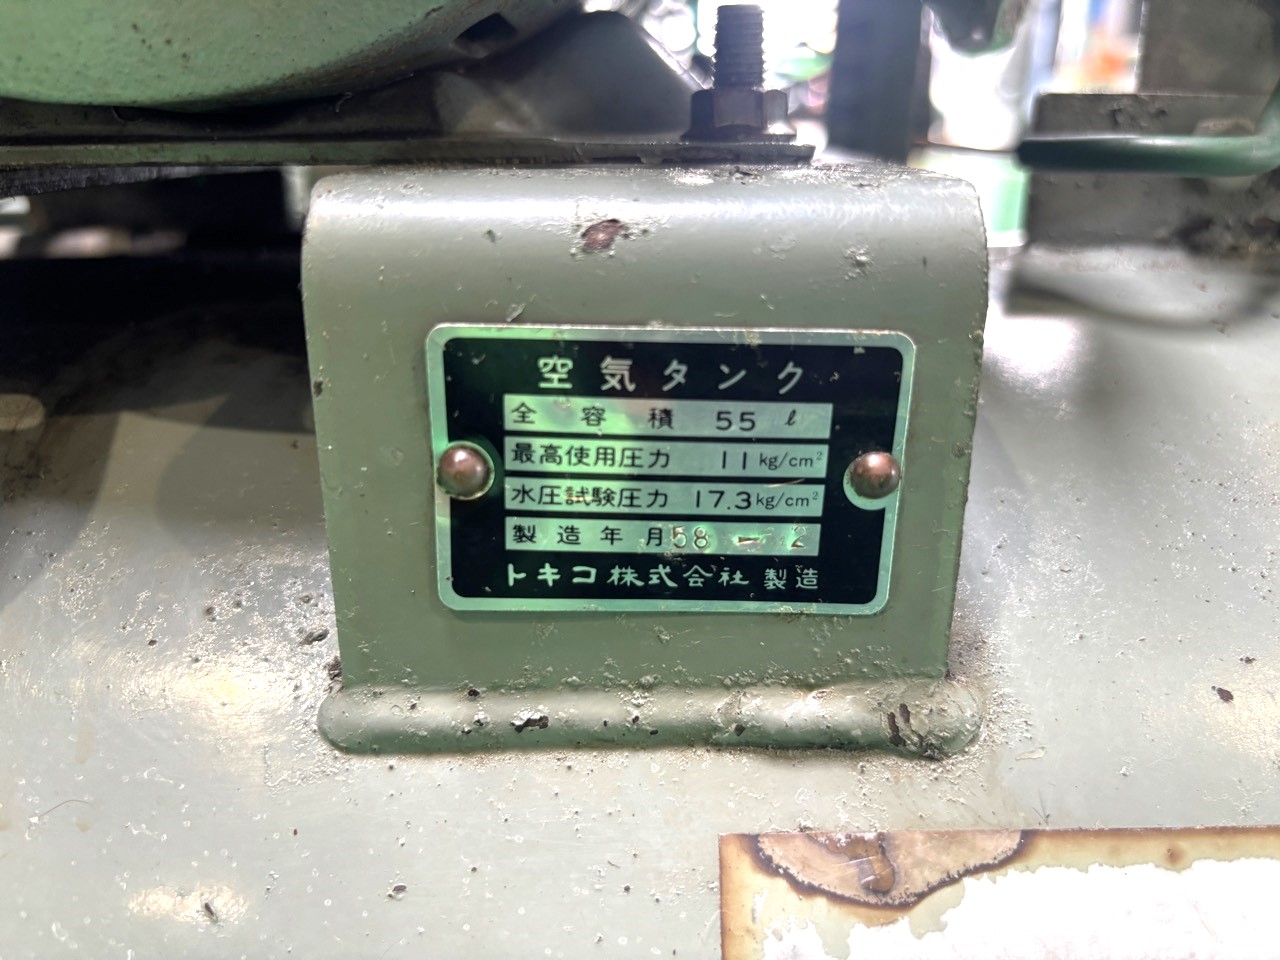 空気タンク
全容積 55 ℓ
最高使用圧力 11 kg/cm²
水圧試験圧力 17.3 kg/cm²
製造年月 58 - 2
トキコ株式会社 製造